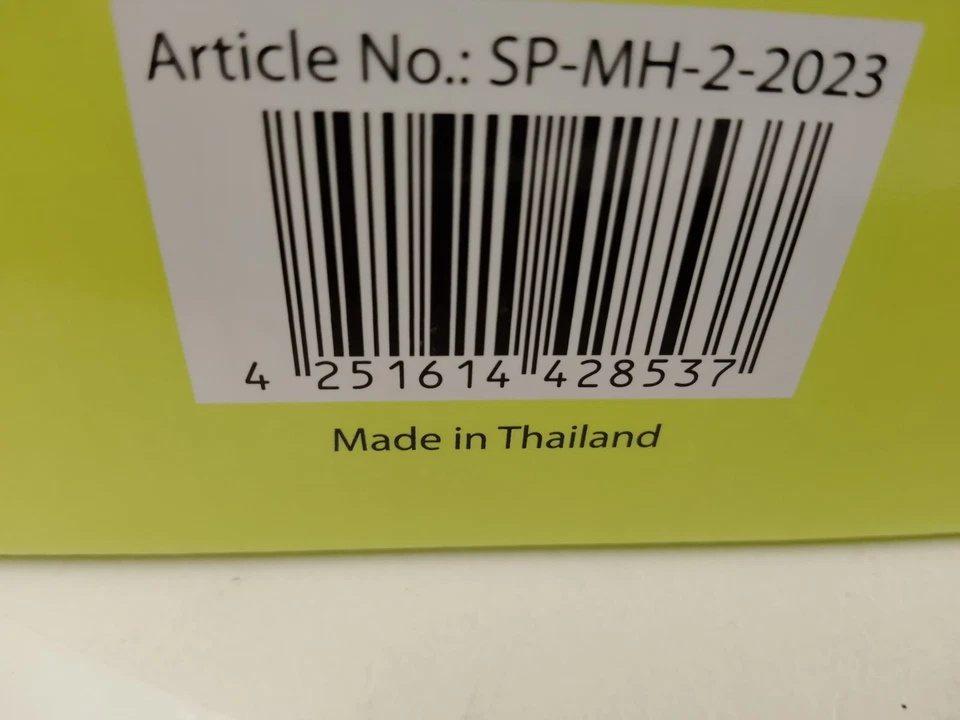 Article No.: SP-MH-2-2023
4 251614 428537
Made in Thailand